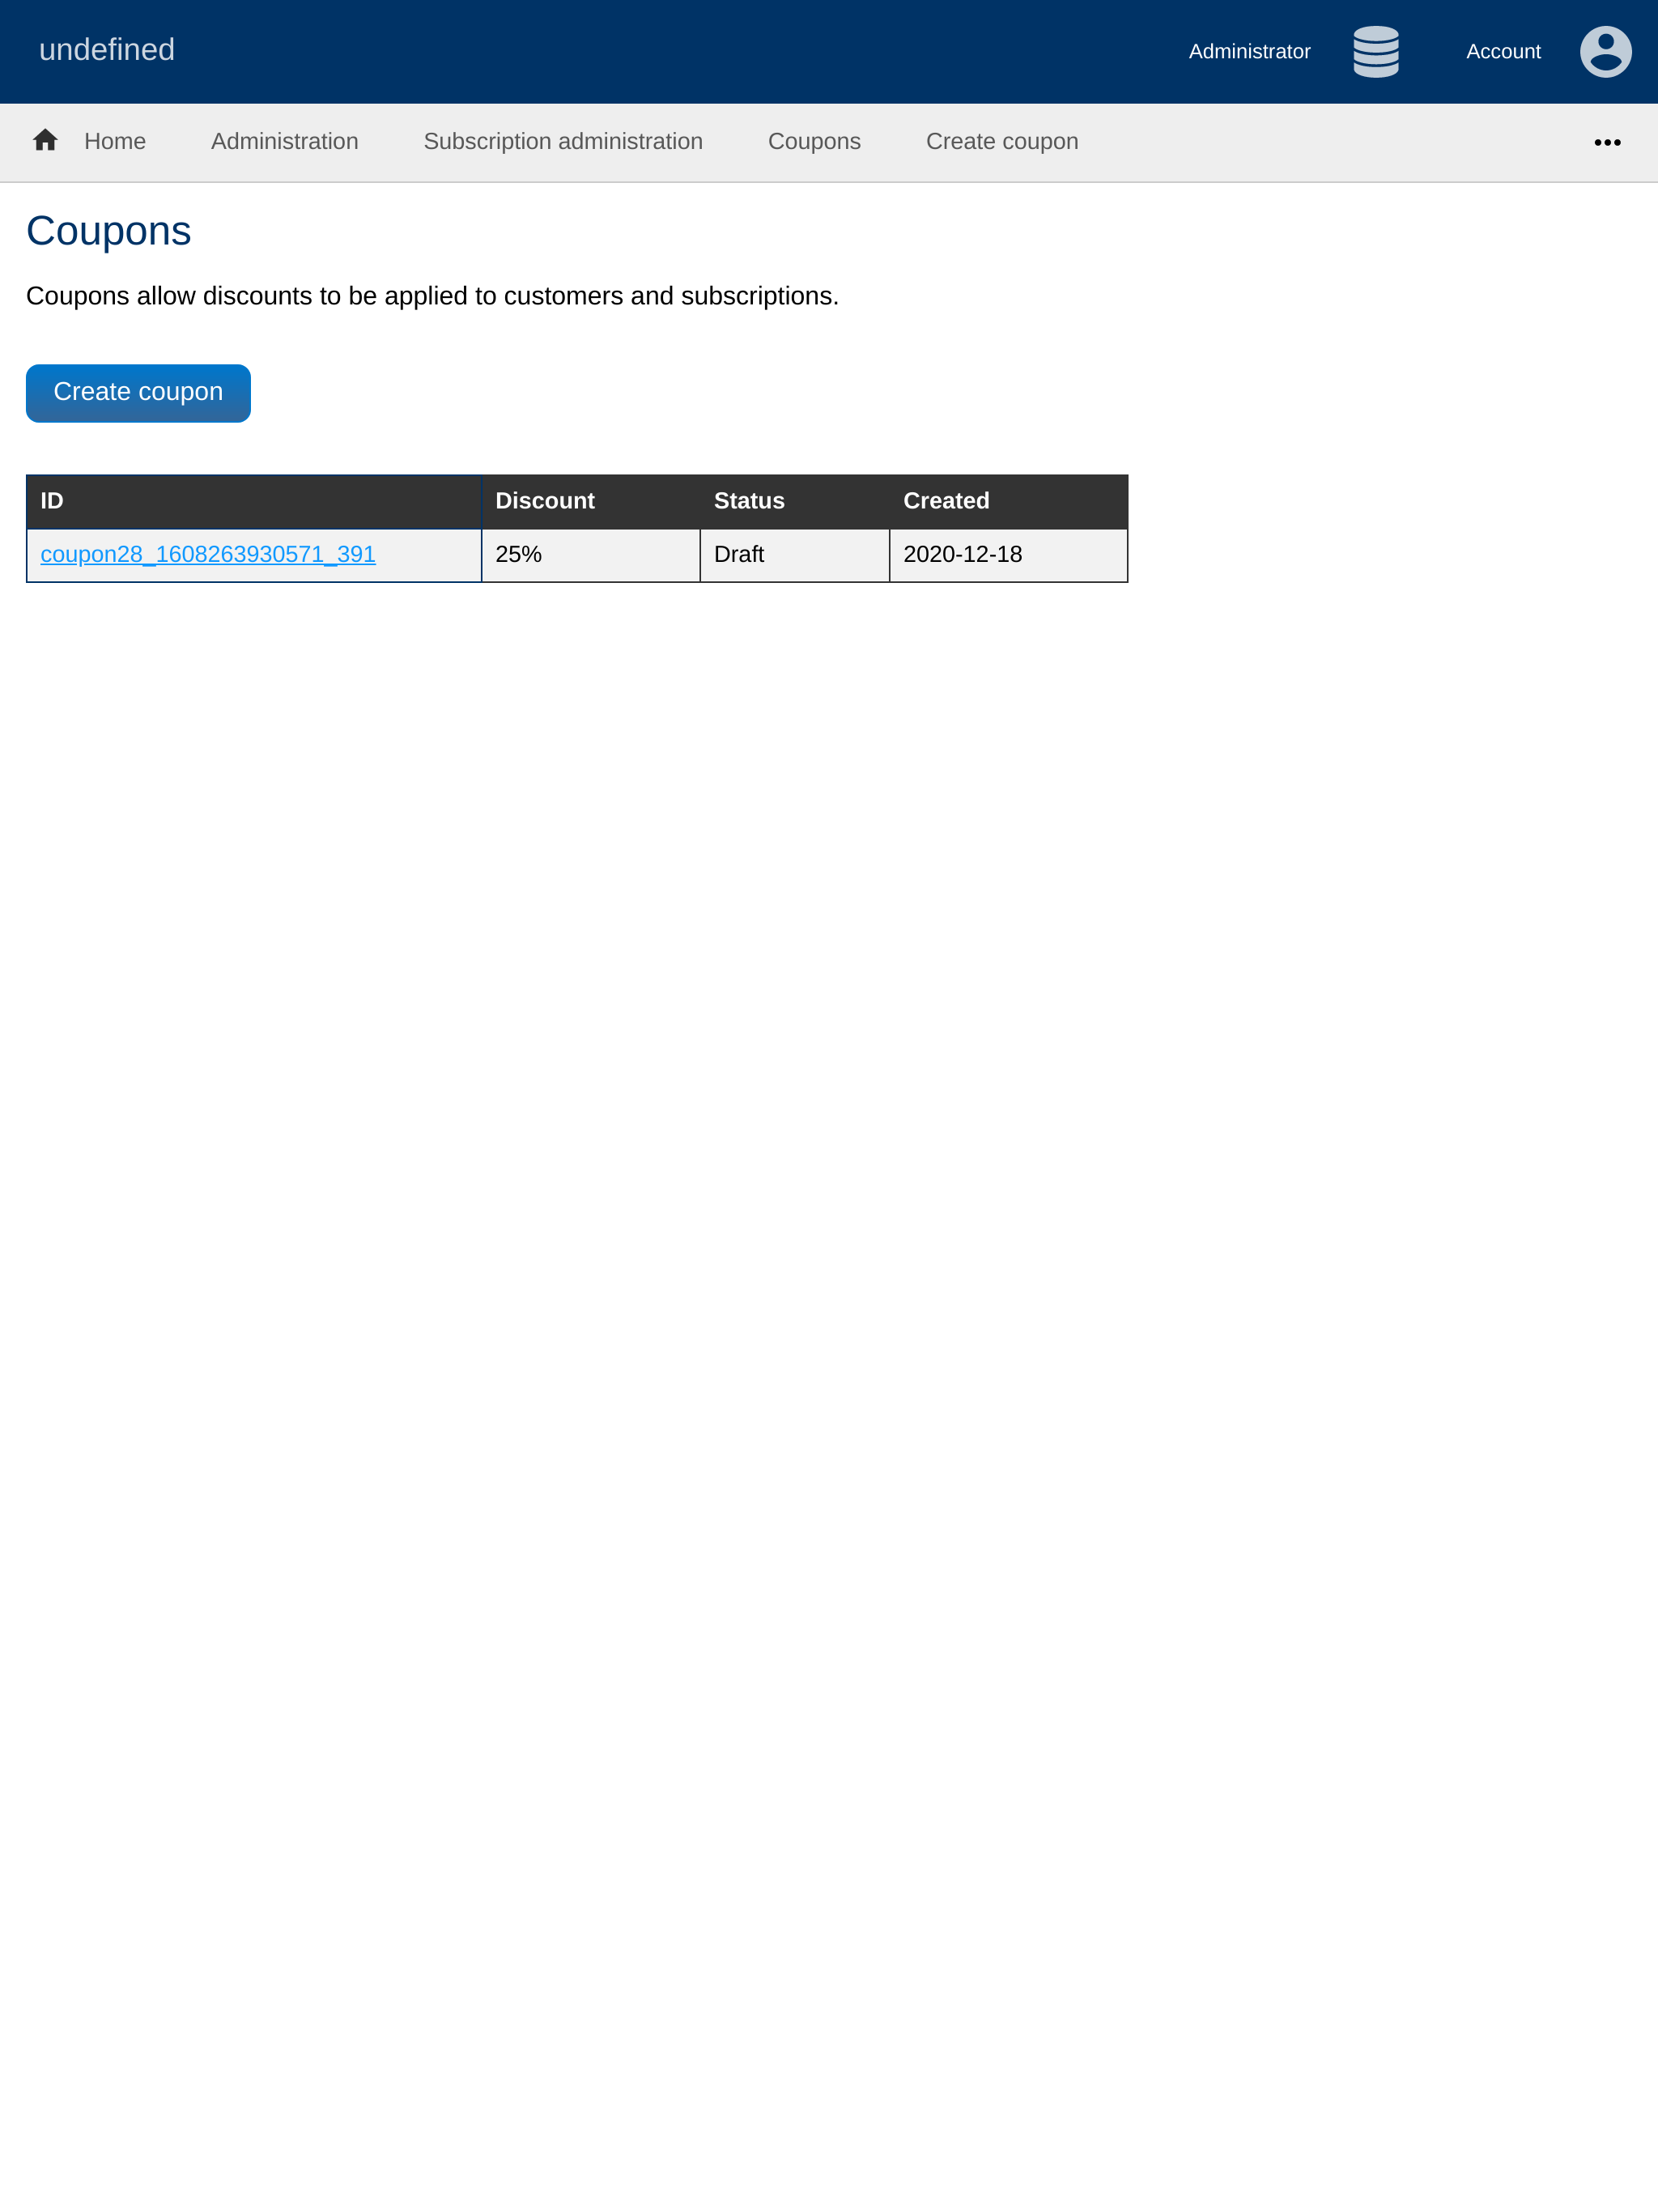 undefined
Administrator
Account
Home
Administration
Subscription administration
Coupons
Create coupon
Coupons
Coupons allow discounts to be applied to customers and subscriptions.
Create coupon
ID Discount Status Created
coupon28_1608263930571_391 25% Draft 2020-12-18